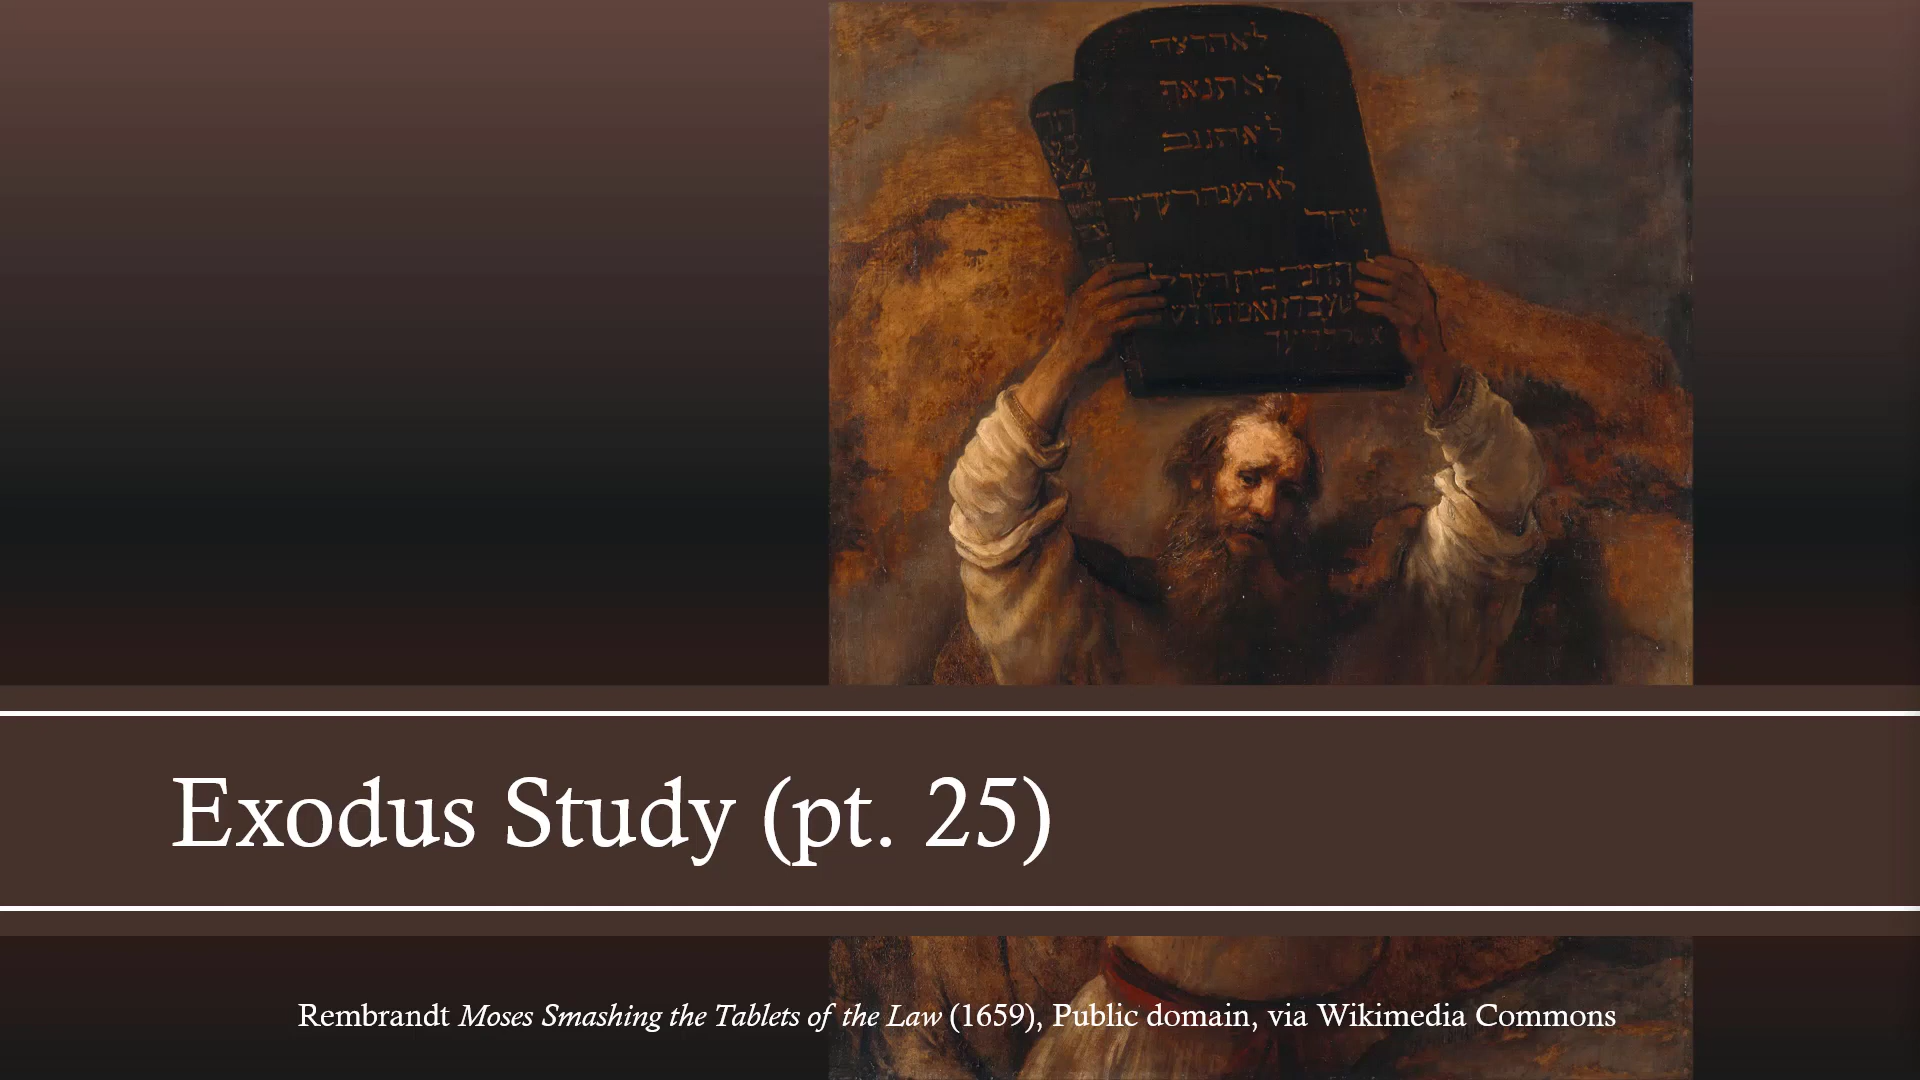 לא תרצח
לא תנאף
לא תגנב
לא תענה ברעך עד
שקר
Exodus Study (pt. 25)
Rembrandt Moses Smashing the Tablets of the Law (1659), Public domain, via Wikimedia Commons